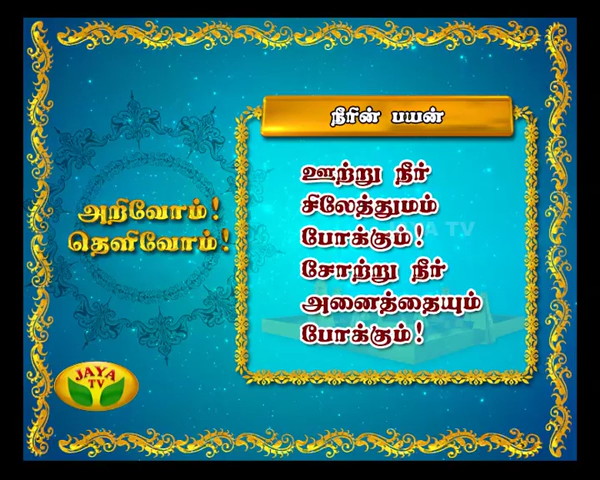 நீரின் பயன்
அறிவோம்!
தெளிவோம்!
ஊற்று நீர்
சிலேத்துமம்
போக்கும்!
சோற்று நீர்
அனைத்தையும்
போக்கும்!
JAYA
TV